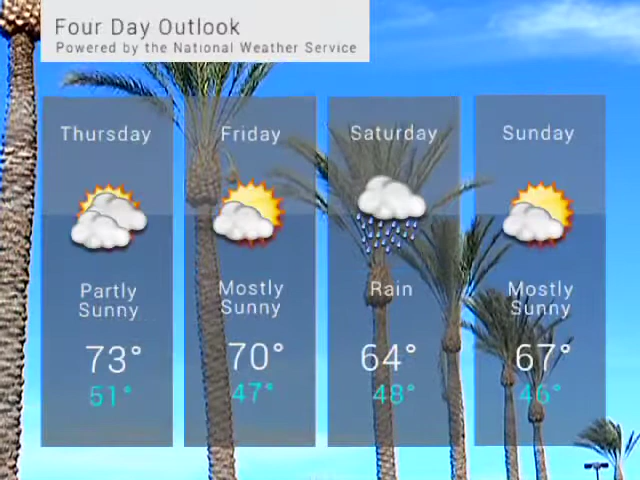 Four Day Outlook
Powered by the National Weather Service
Thursday
Friday
Saturday
Sunday
Partly
Sunny
Mostly
Sunny
Rain
Mostly
Sunny
73°
70°
64°
67°
51°
47°
48°
46°